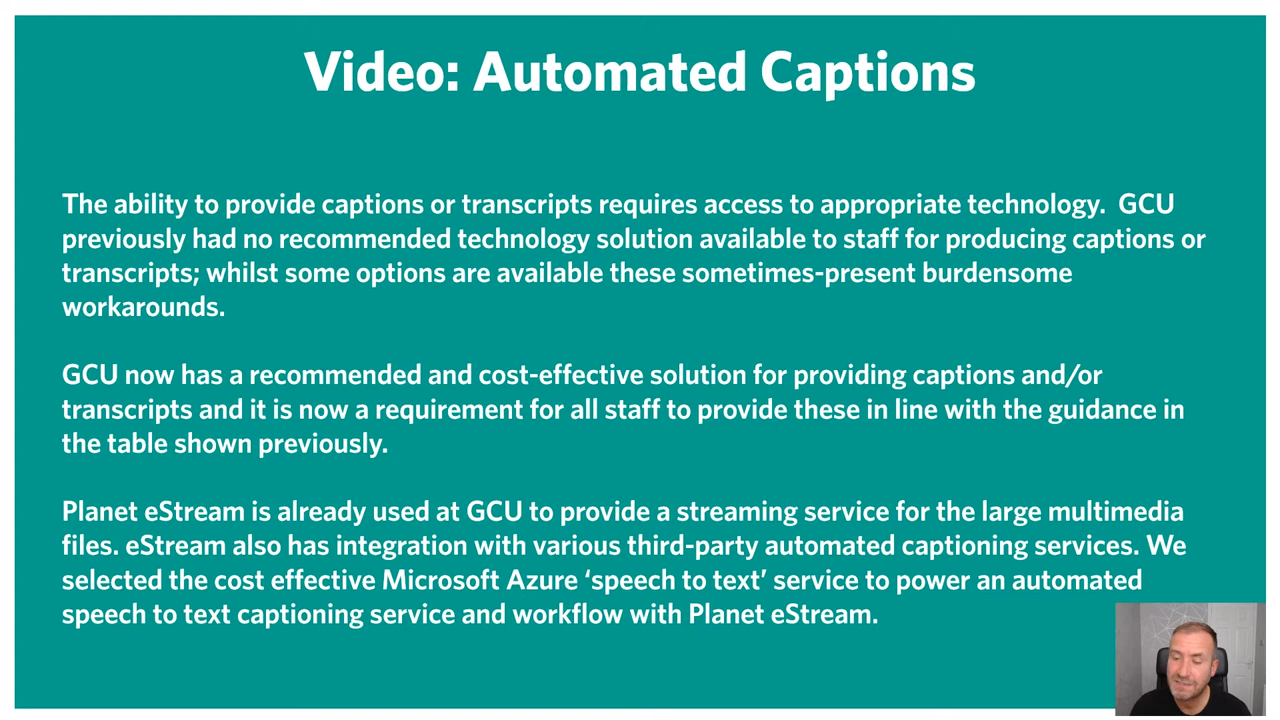 Video: Automated Captions
The ability to provide captions or transcripts requires access to appropriate technology.  GCU
previously had no recommended technology solution available to staff for producing captions or
transcripts; whilst some options are available these sometimes-present burdensome
workarounds.
GCU now has a recommended and cost-effective solution for providing captions and/or
transcripts and it is now a requirement for all staff to provide these in line with the guidance in
the table shown previously.
Planet eStream is already used at GCU to provide a streaming service for the large multimedia
files. eStream also has integration with various third-party automated captioning services. We
selected the cost effective Microsoft Azure ‘speech to text’ service to power an automated
speech to text captioning service and workflow with Planet eStream.